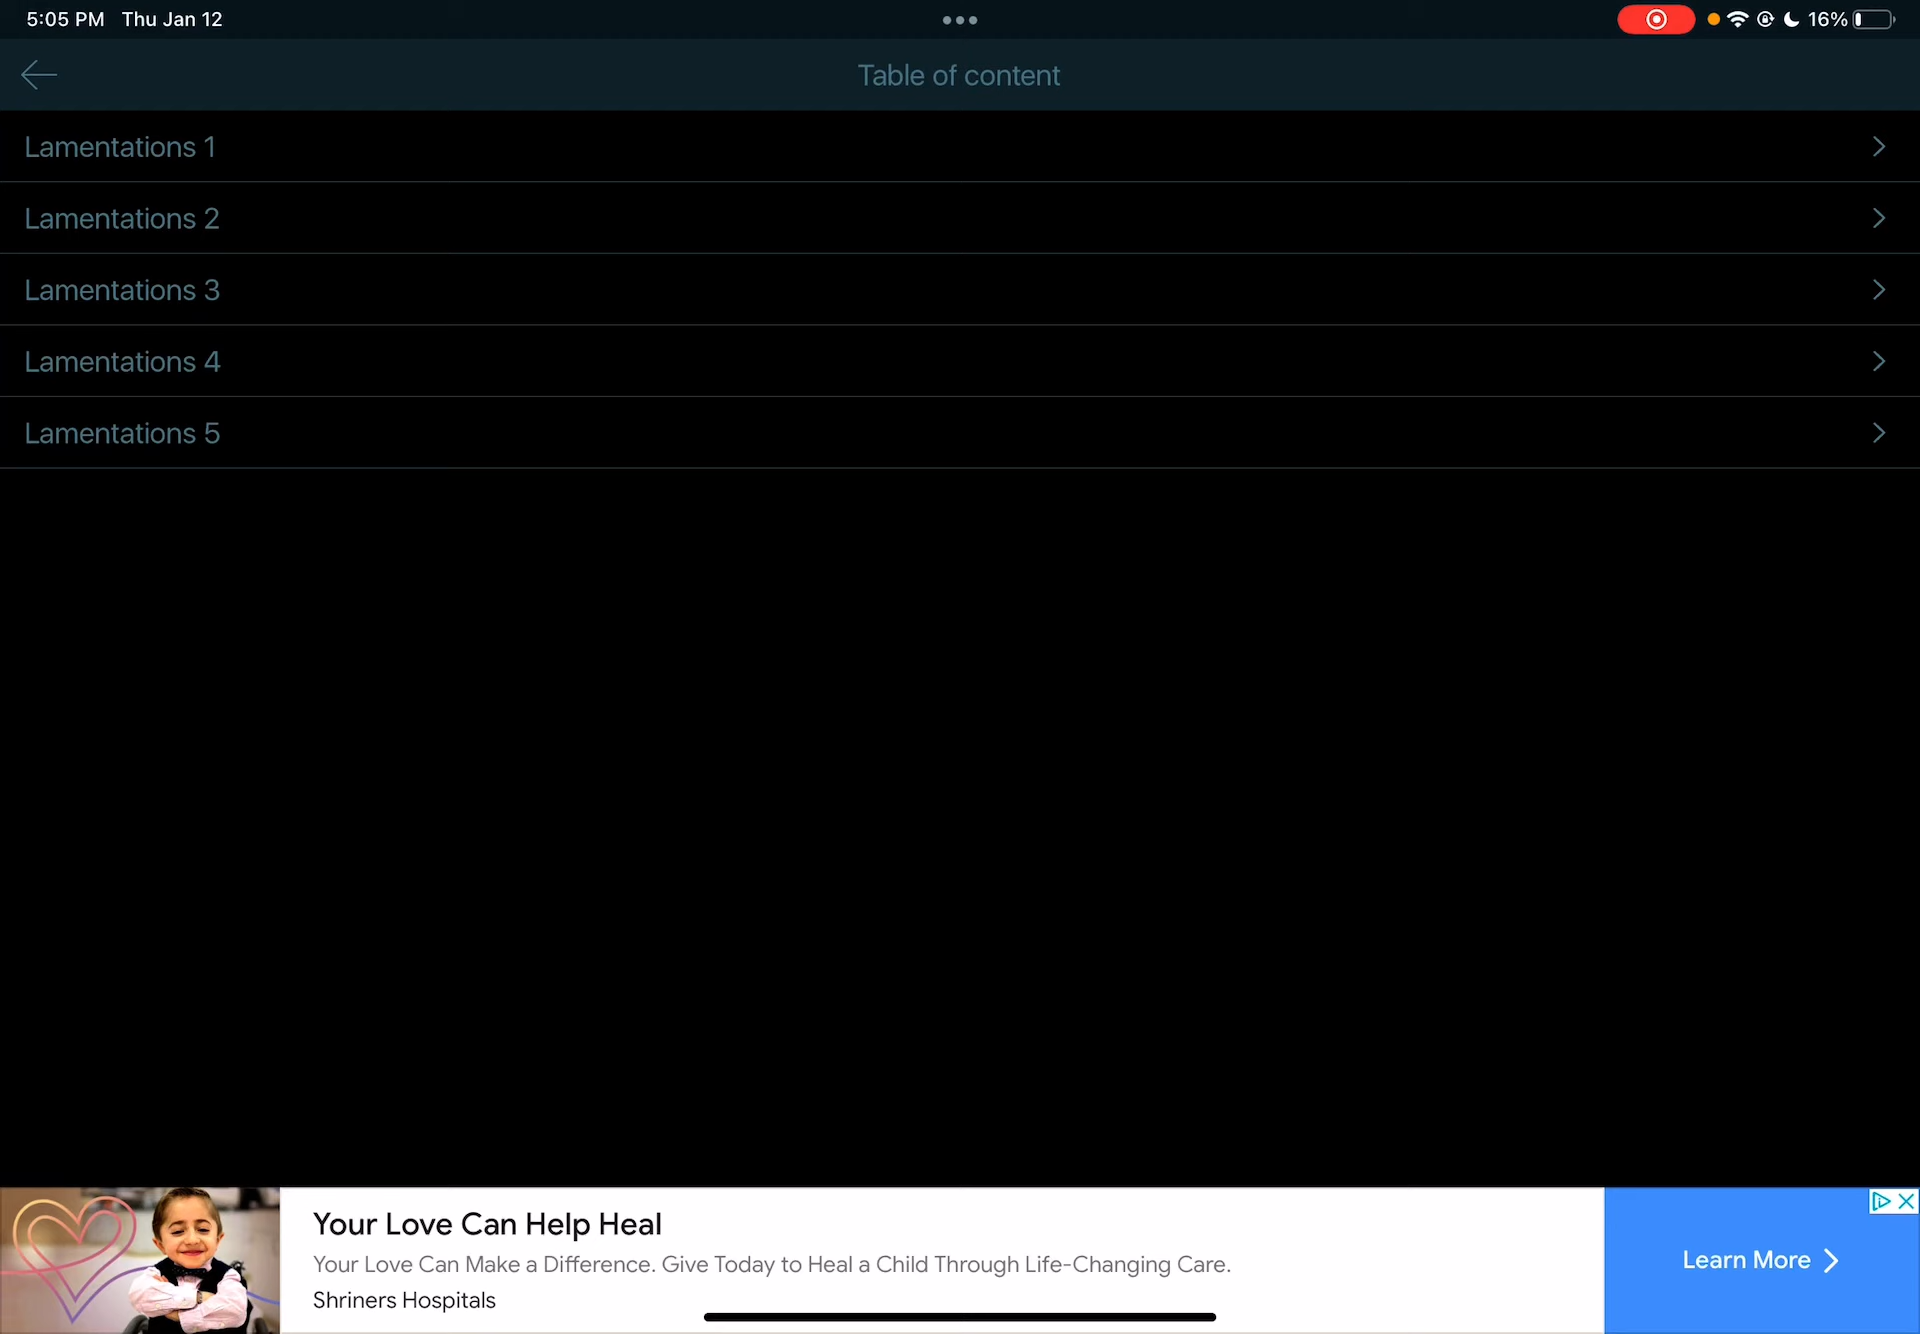 5:05 PM Thu Jan 12
16%
Table of content
Lamentations 1
Lamentations 2
Lamentations 3
Lamentations 4
Lamentations 5
Your Love Can Help Heal
Your Love Can Make a Difference. Give Today to Heal a Child Through Life-Changing Care.
Shriners Hospitals
Learn More